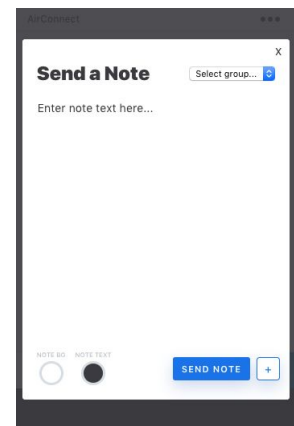 AirConnect
X
Send a Note
Select group...
Enter note text here...
NOTE BG NOTE TEXT
SEND NOTE +